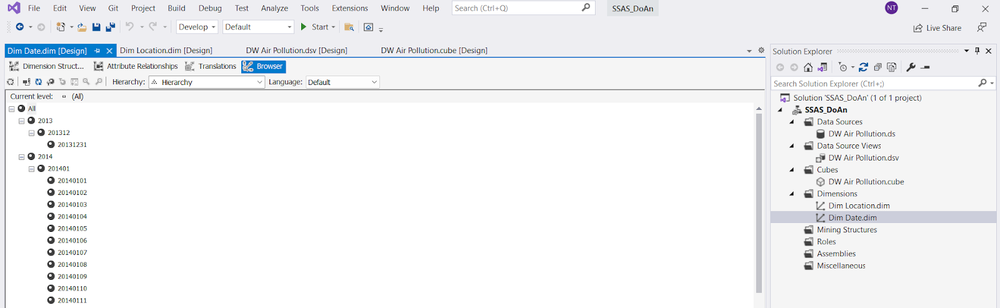 File Edit View Git Project Build Debug Test Analyze Tools Extensions Window Help Search (Ctrl+Q) SSAS_DoAn NT
Develop Default Start Live Share
Dim Date.dim [Design] Dim Location.dim [Design] DW Air Pollution.dsv [Design] DW Air Pollution.cube [Design]
Dimension Struct... Attribute Relationships Translations Browser
Hierarchy: Hierarchy Language: Default
Current level: (All)
All
2013
201312
20131231
2014
201401
20140101
20140102
20140103
20140104
20140105
20140106
20140107
20140108
20140109
20140110
20140111
Solution Explorer
Search Solution Explorer (Ctrl+;)
Solution 'SSAS_DoAn' (1 of 1 project)
SSAS_DoAn
Data Sources
DW Air Pollution.ds
Data Source Views
DW Air Pollution.dsv
Cubes
DW Air Pollution.cube
Dimensions
Dim Location.dim
Dim Date.dim
Mining Structures
Roles
Assemblies
Miscellaneous